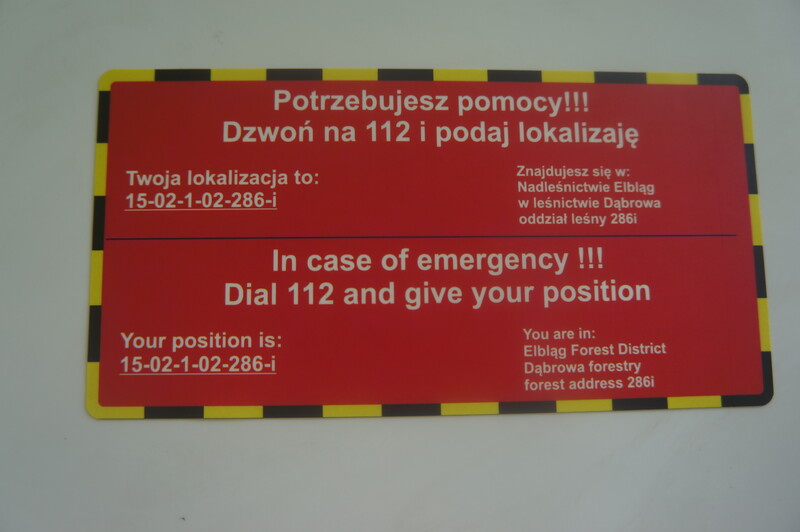 Potrzebujesz pomocy!!!
Dzwoń na 112 i podaj lokalizaję
Twoja lokalizacja to:
15-02-1-02-286-i
Znajdujesz się w:
Nadleśnictwie Elbląg
w leśnictwie Dąbrowa
oddział leśny 286i
In case of emergency !!!
Dial 112 and give your position
Your position is:
15-02-1-02-286-i
You are in:
Elbląg Forest District
Dąbrowa forestry
forest address 286i